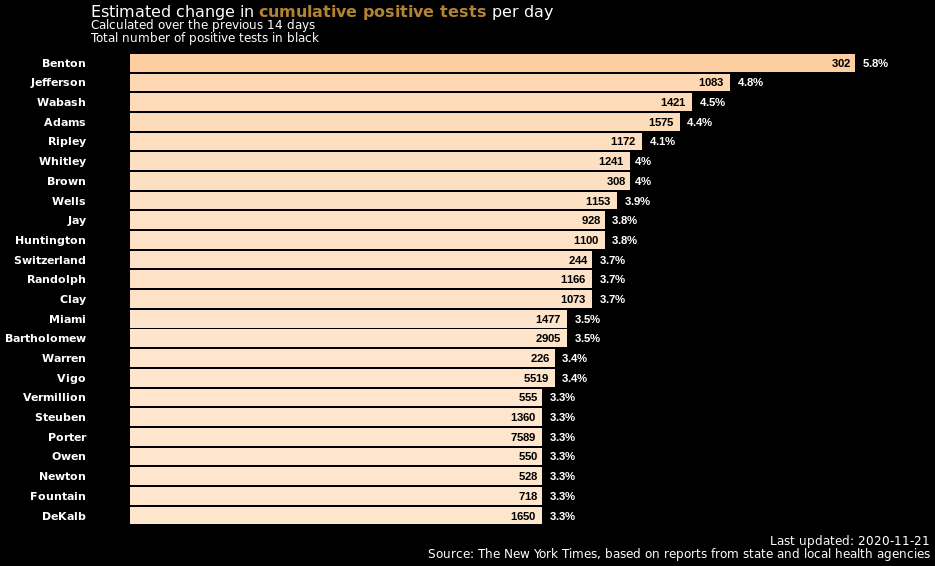 Estimated change in cumulative positive tests per day
Calculated over the previous 14 days
Total number of positive tests in black
Benton 302 5.8%
Jefferson 1083 4.8%
Wabash 1421 4.5%
Adams 1575 4.4%
Ripley 1172 4.1%
Whitley 1241 4%
Brown 308 4%
Wells 1153 3.9%
Jay 928 3.8%
Huntington 1100 3.8%
Switzerland 244 3.7%
Randolph 1166 3.7%
Clay 1073 3.7%
Miami 1477 3.5%
Bartholomew 2905 3.5%
Warren 226 3.4%
Vigo 5519 3.4%
Vermillion 555 3.3%
Steuben 1360 3.3%
Porter 7589 3.3%
Owen 550 3.3%
Newton 528 3.3%
Fountain 718 3.3%
DeKalb 1650 3.3%
Last updated: 2020-11-21
Source: The New York Times, based on reports from state and local health agencies